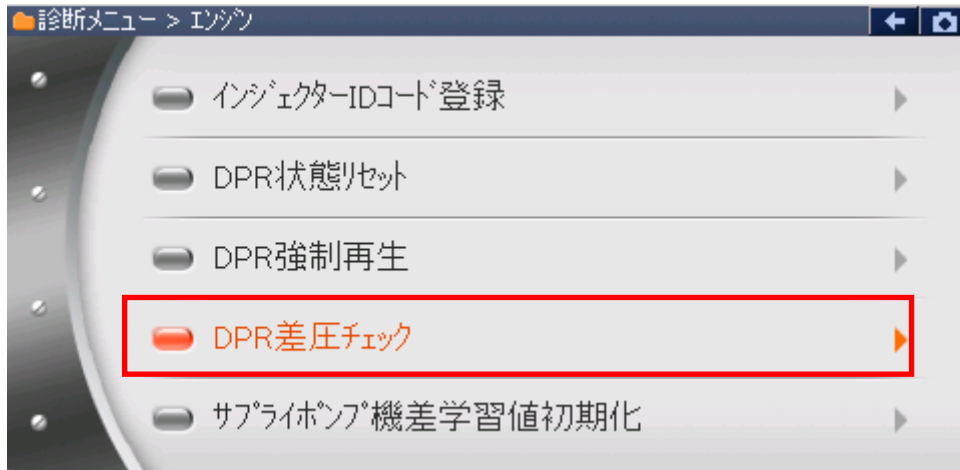 診断メニュー > ｴﾝｼﾞﾝ
ｲﾝｼﾞｪｸﾀｰIDｺｰﾄﾞ登録
DPR状態ﾘｾｯﾄ
DPR強制再生
DPR差圧ﾁｪｯｸ
ｻﾌﾟﾗｲﾎﾟﾝﾌﾟ機差学習値初期化